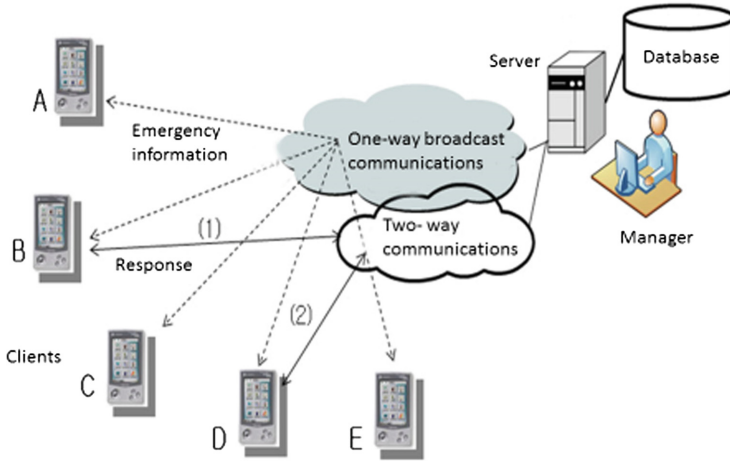 Server
Database
A
Emergency
information
One-way broadcast
communications
Manager
B
(1)
Response
Two- way
communications
(2)
Clients
C
D
E